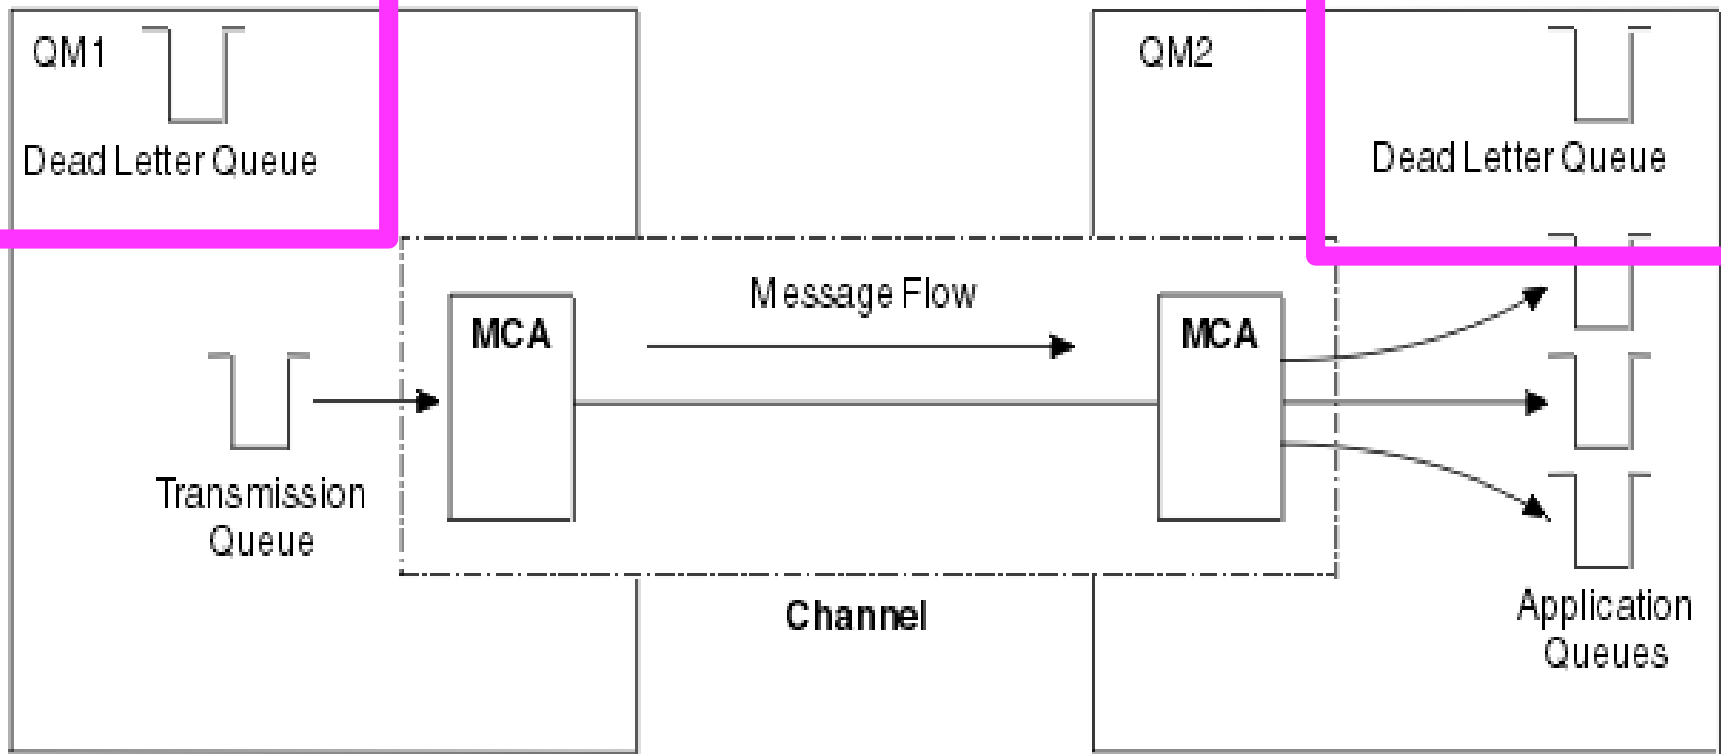 QM1
Dead Letter Queue
QM2
Dead Letter Queue
Message Flow
MCA
MCA
Transmission
Queue
Channel
Application
Queues